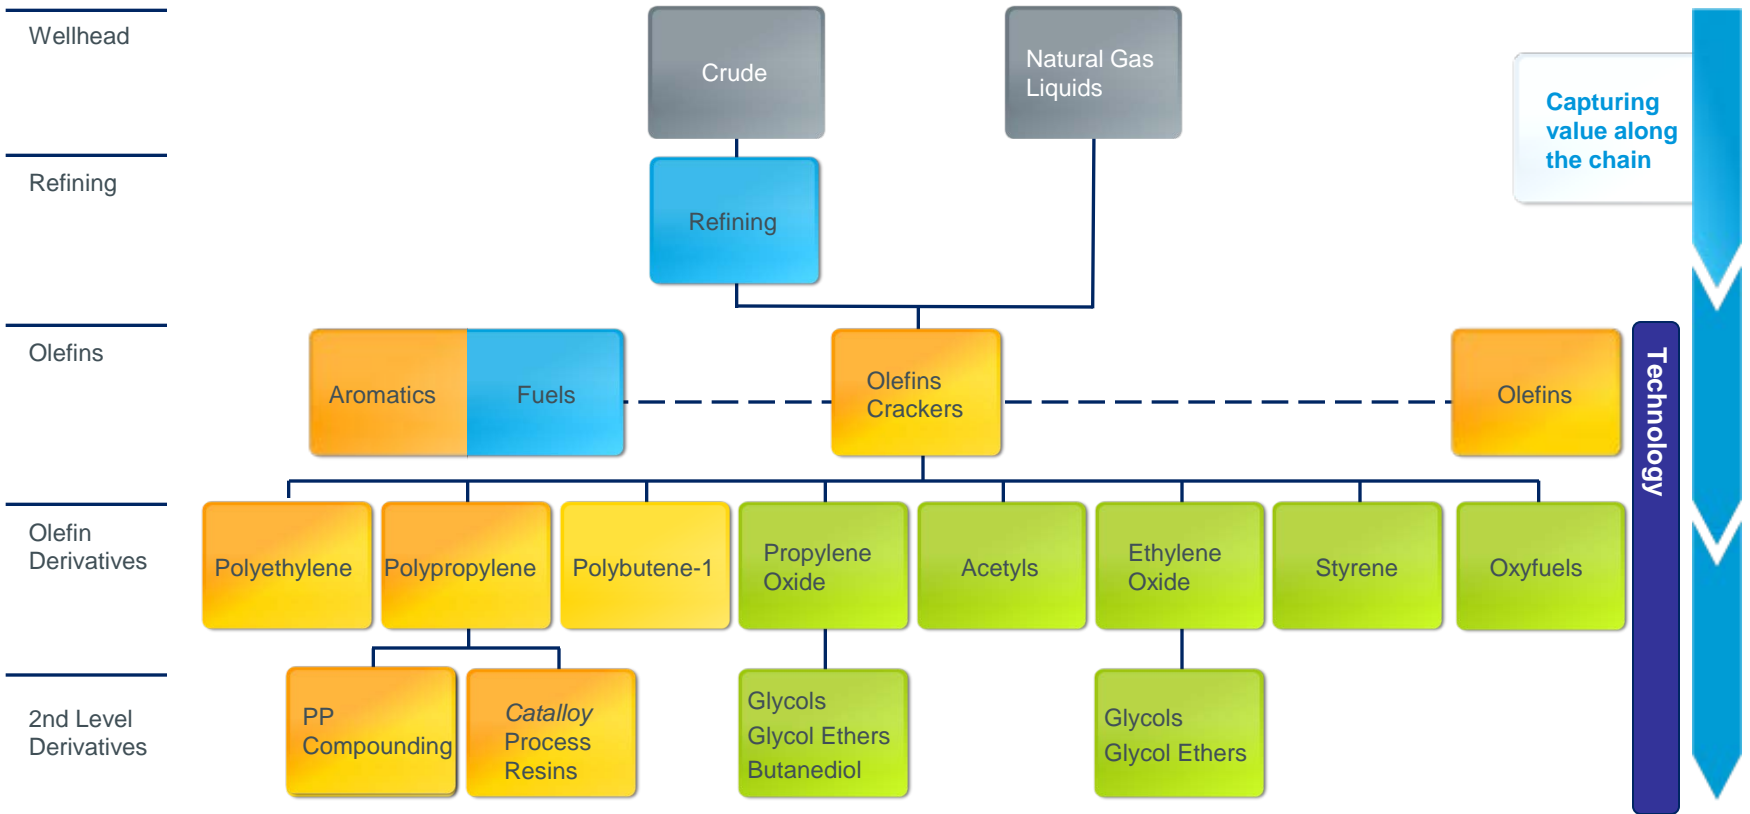 Wellhead
Crude
Natural Gas
Liquids
Capturing
value along
the chain
Refining
Refining
Olefins
Aromatics
Fuels
Olefins
Crackers
Olefins
Technology
Olefin
Derivatives
Polyethylene
Polypropylene
Polybutene-1
Propylene
Oxide
Acetyls
Ethylene
Oxide
Styrene
Oxyfuels
2nd Level
Derivatives
PP
Compounding
Catalloy
Process
Resins
Glycols
Glycol Ethers
Butanediol
Glycols
Glycol Ethers